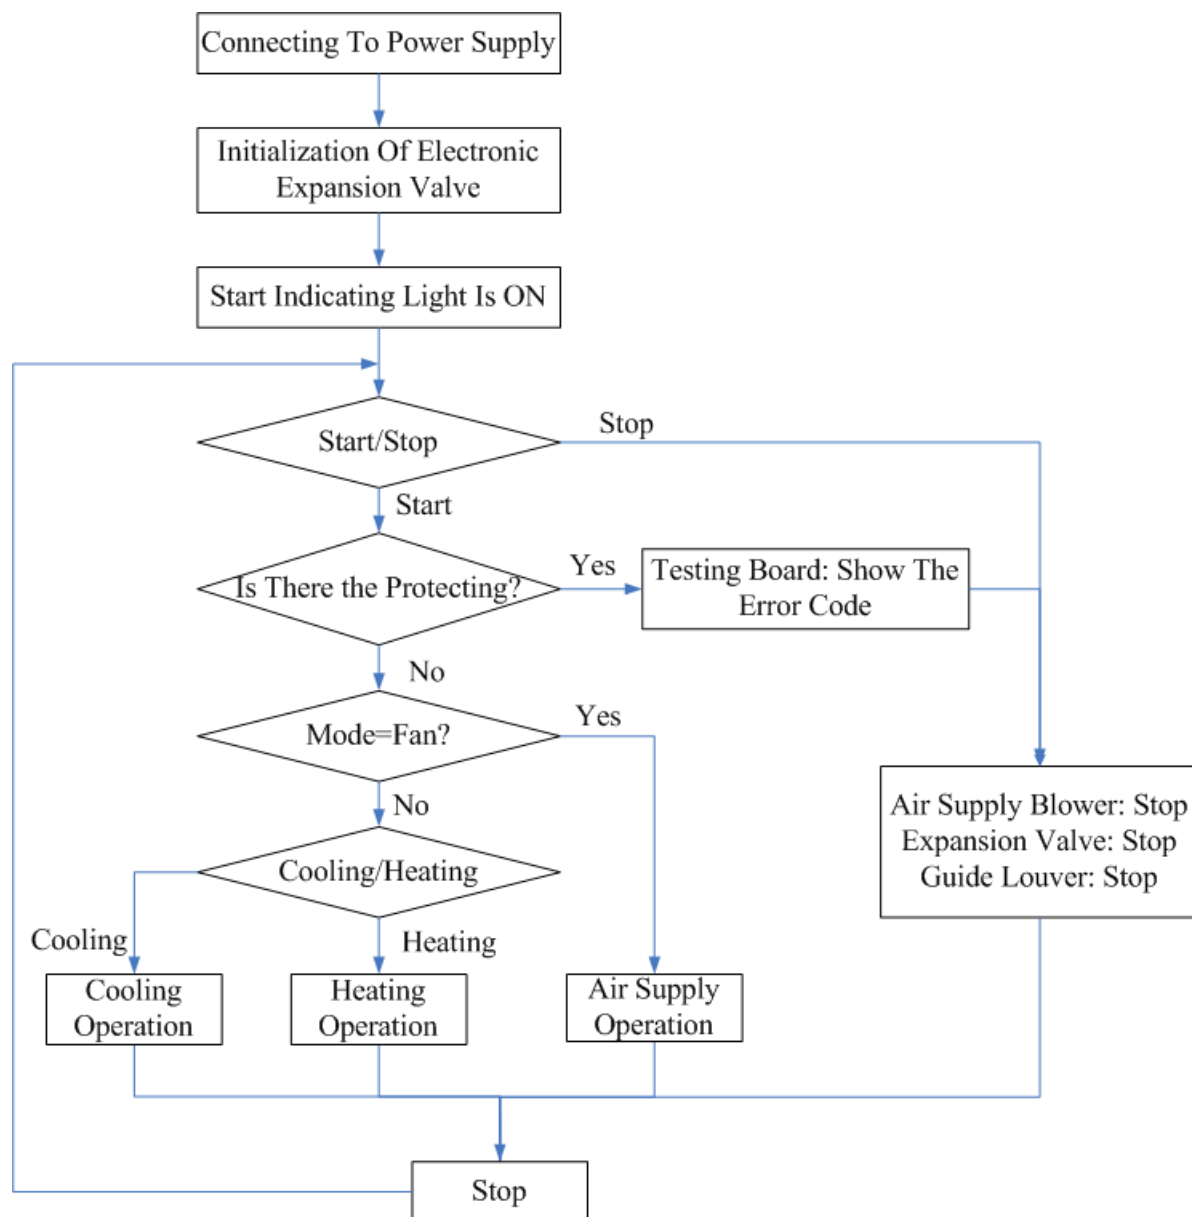 Connecting To Power Supply
Initialization Of Electronic
Expansion Valve
Start Indicating Light Is ON
Start/Stop
Stop
Start
Is There the Protecting?
Yes
Testing Board: Show The
Error Code
No
Mode=Fan?
Yes
No
Cooling/Heating
Air Supply Blower: Stop
Expansion Valve: Stop
Guide Louver: Stop
Cooling
Heating
Cooling
Operation
Heating
Operation
Air Supply
Operation
Stop